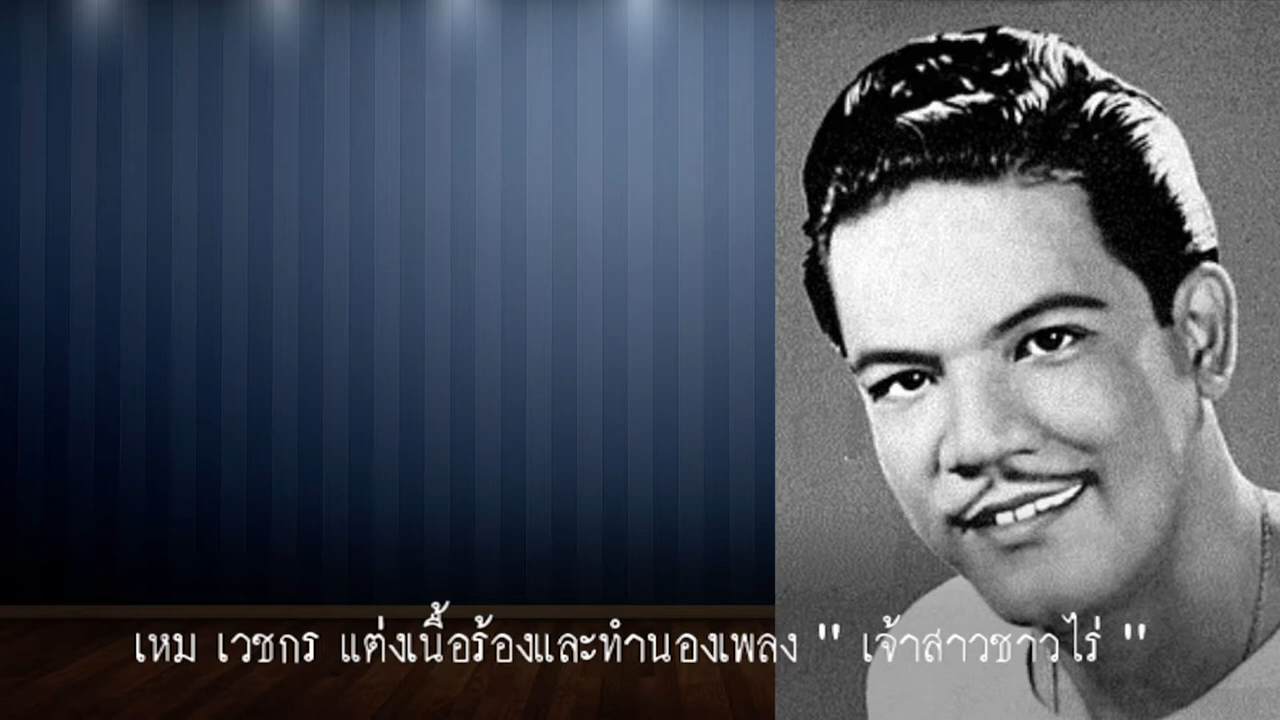 เหม เวชกร แต่งเนื้อร้องและทำนองเพลง " เจ้าสาวชาวไร่ "